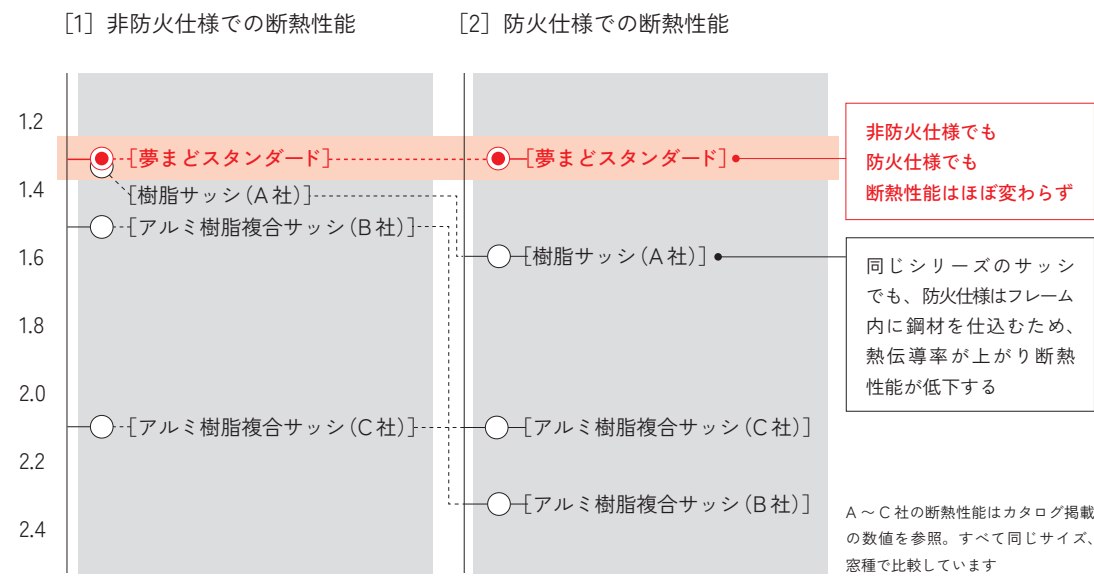 [1] 非防火仕様での断熱性能
[2] 防火仕様での断熱性能
1.2
1.4
1.6
1.8
2.0
2.2
2.4
[夢まどスタンダード]
[樹脂サッシ(A社)]
[アルミ樹脂複合サッシ(B社)]
[アルミ樹脂複合サッシ(C社)]
[夢まどスタンダード]
[樹脂サッシ(A社)]
[アルミ樹脂複合サッシ(C社)]
[アルミ樹脂複合サッシ(B社)]
非防火仕様でも
防火仕様でも
断熱性能はほぼ変わらず
同じシリーズのサッシ
でも、防火仕様はフレーム
内に鋼材を仕込むため、
熱伝導率が上がり断熱
性能が低下する
A～C社の断熱性能はカタログ掲載
の数値を参照。すべて同じサイズ、
窓種で比較しています